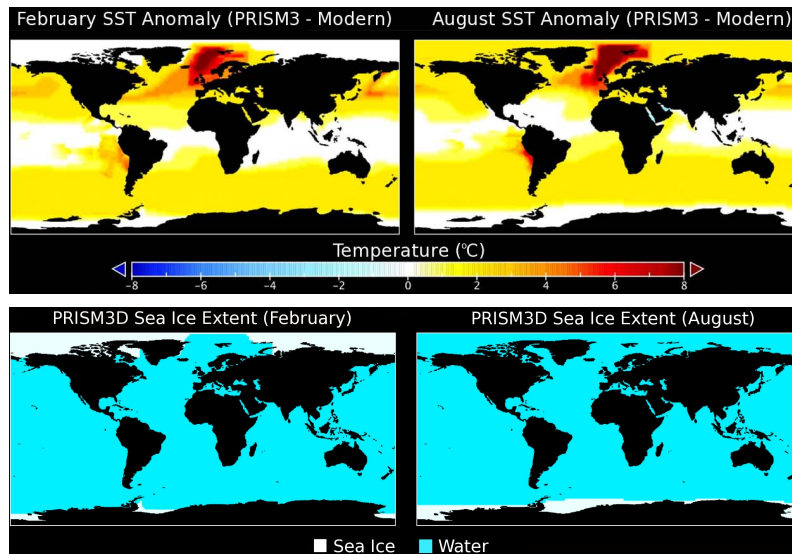 February SST Anomaly (PRISM3 - Modern)
August SST Anomaly (PRISM3 - Modern)
Temperature (°C)
-8 -6 -4 -2 0 2 4 6 8
PRISM3D Sea Ice Extent (February)
PRISM3D Sea Ice Extent (August)
Sea Ice Water